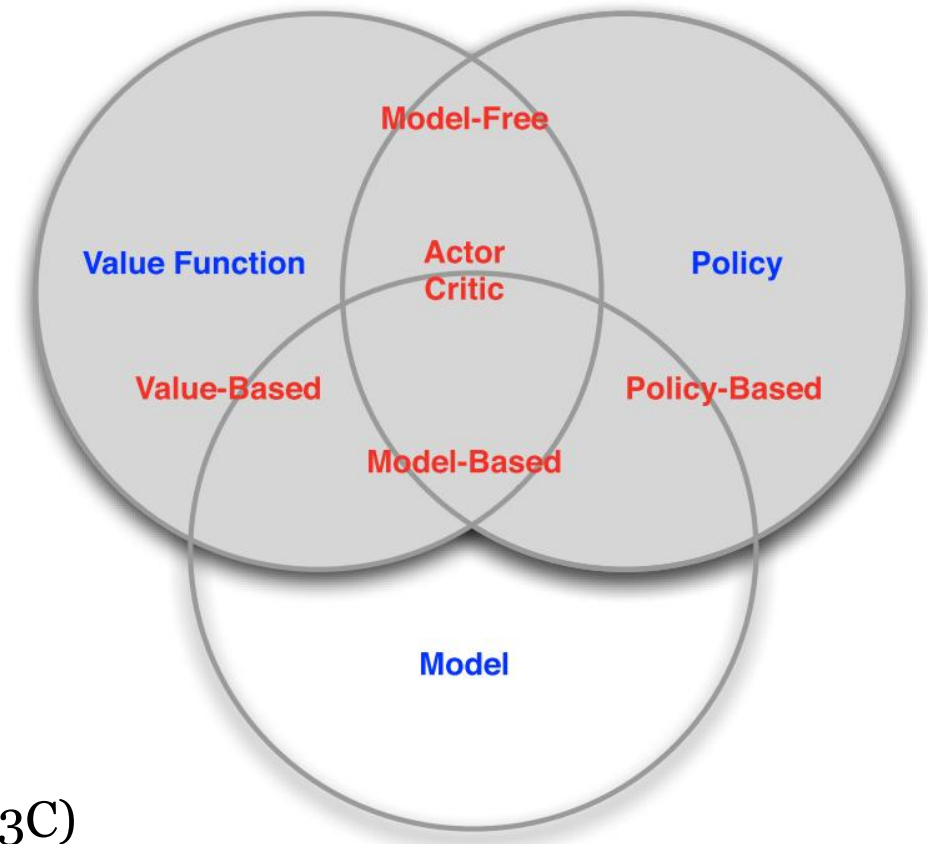 Model-Free
Value Function
Actor
Critic
Policy
Value-Based
Policy-Based
Model-Based
Model
3C)